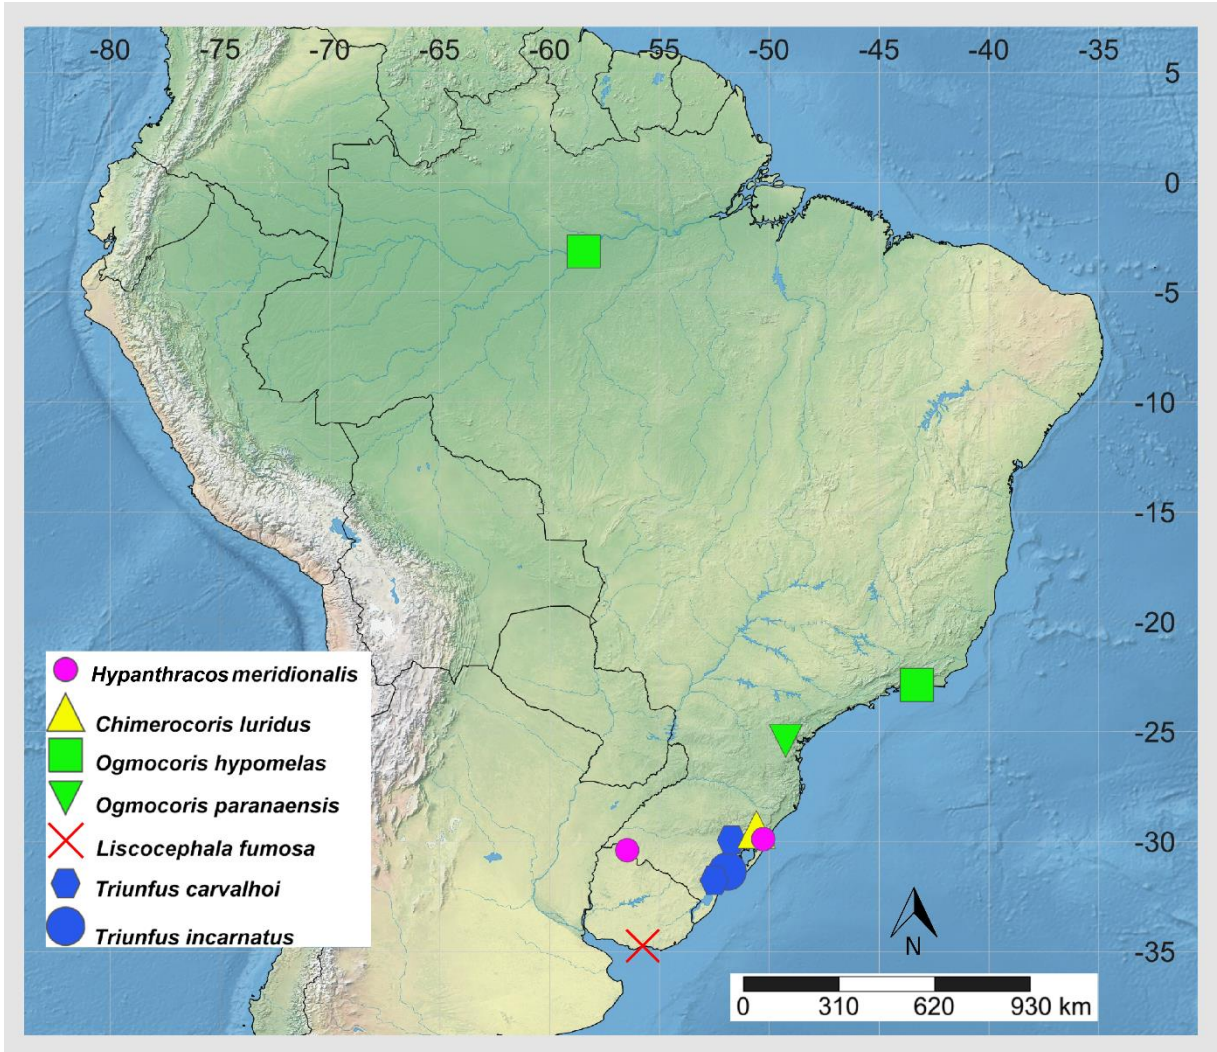 -80 -75 -70 -65 -60 -55 -50 -45 -40 -35
5
0
-5
-10
-15
-20
-25
-30
-35
Hypanthracos meridionalis
Chimerocoris luridus
Ogmocoris hypomelas
Ogmocoris paranaensis
Liscocephala fumosa
Triunfus carvalhoi
Triunfus incarnatus
N
0 310 620 930 km